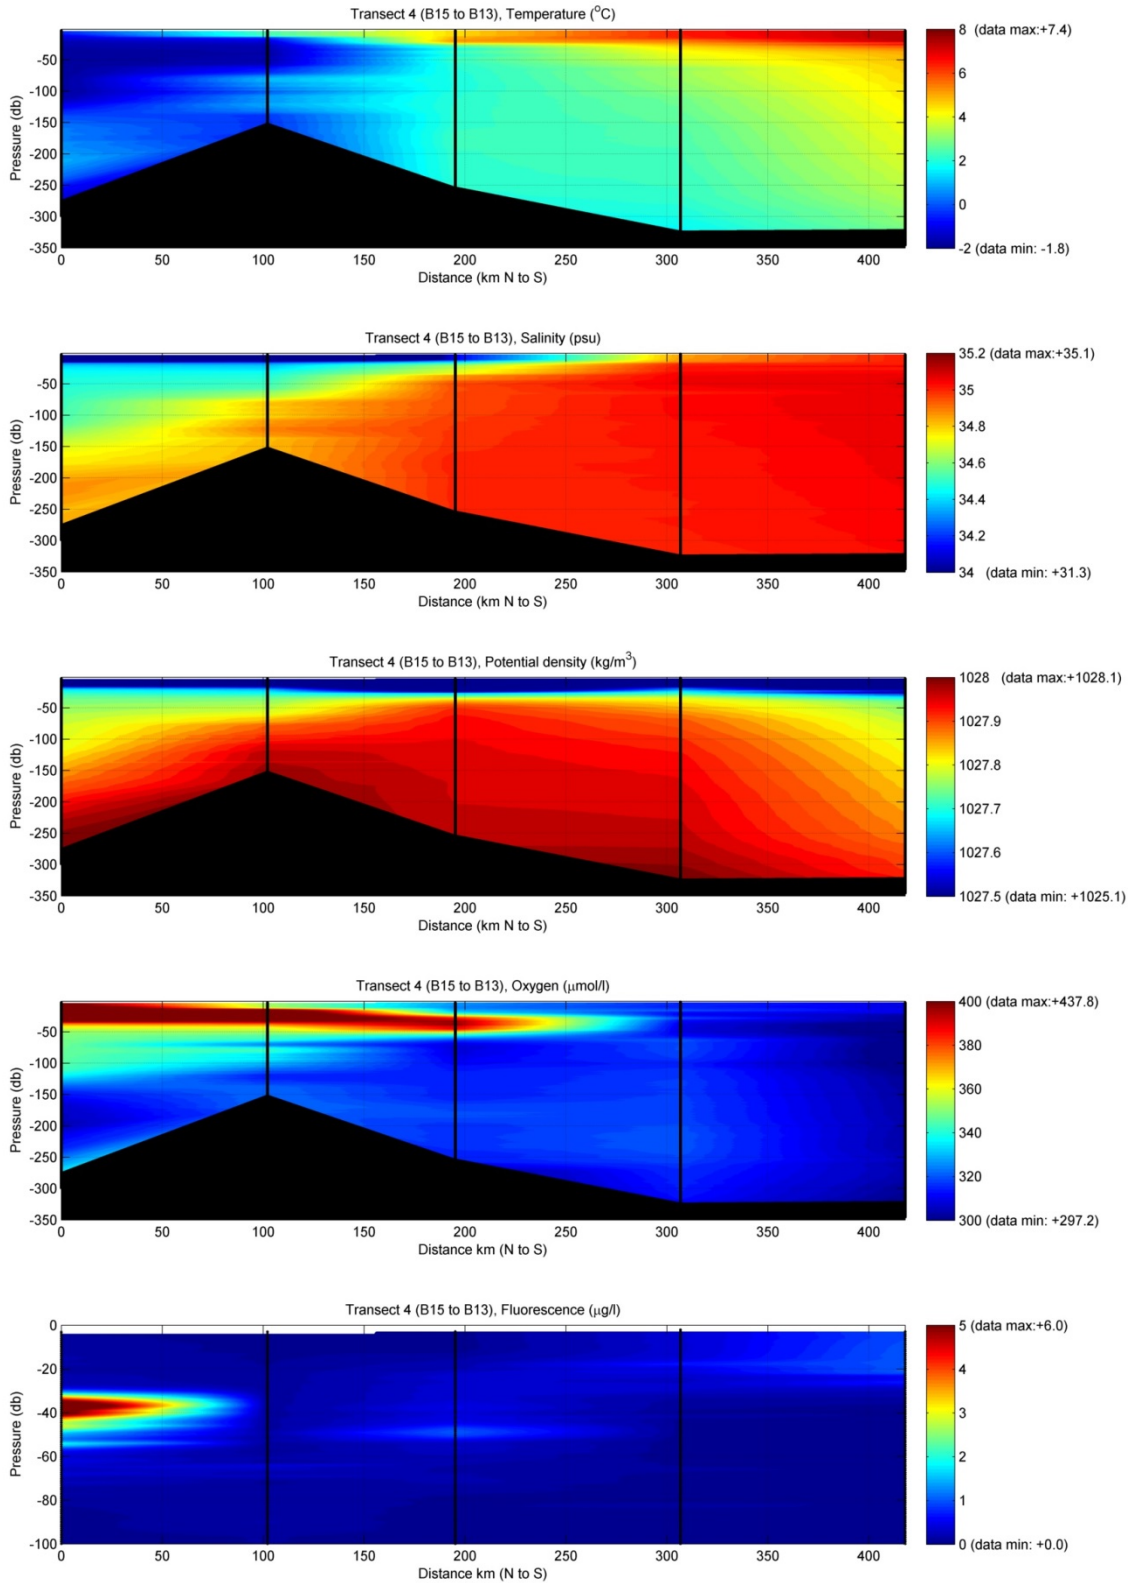 Transect 4 (B15 to B13), Temperature (°C)
8 (data max:+7.4)
6
4
2
0
-2 (data min: -1.8)
-50
-100
-150
-200
-250
-300
-350
Pressure (db)
0 50 100 150 200 250 300 350 400
Distance (km N to S)
Transect 4 (B15 to B13), Salinity (psu)
35.2 (data max:+35.1)
35
34.8
34.6
34.4
34.2
34 (data min: +31.3)
-50
-100
-150
-200
-250
-300
-350
Pressure (db)
0 50 100 150 200 250 300 350 400
Distance (km N to S)
Transect 4 (B15 to B13), Potential density (kg/m³)
1028 (data max:+1028.1)
1027.9
1027.8
1027.7
1027.6
1027.5 (data min: +1025.1)
-50
-100
-150
-200
-250
-300
-350
Pressure (db)
0 50 100 150 200 250 300 350 400
Distance (km N to S)
Transect 4 (B15 to B13), Oxygen (μmol/l)
400 (data max:+437.8)
380
360
340
320
300 (data min: +297.2)
-50
-100
-150
-200
-250
-300
-350
Pressure (db)
0 50 100 150 200 250 300 350 400
Distance km (N to S)
Transect 4 (B15 to B13), Fluorescence (μg/l)
5 (data max:+6.0)
4
3
2
1
0 (data min: +0.0)
0
-20
-40
-60
-80
-100
Pressure (db)
0 50 100 150 200 250 300 350 400
Distance km (N to S)